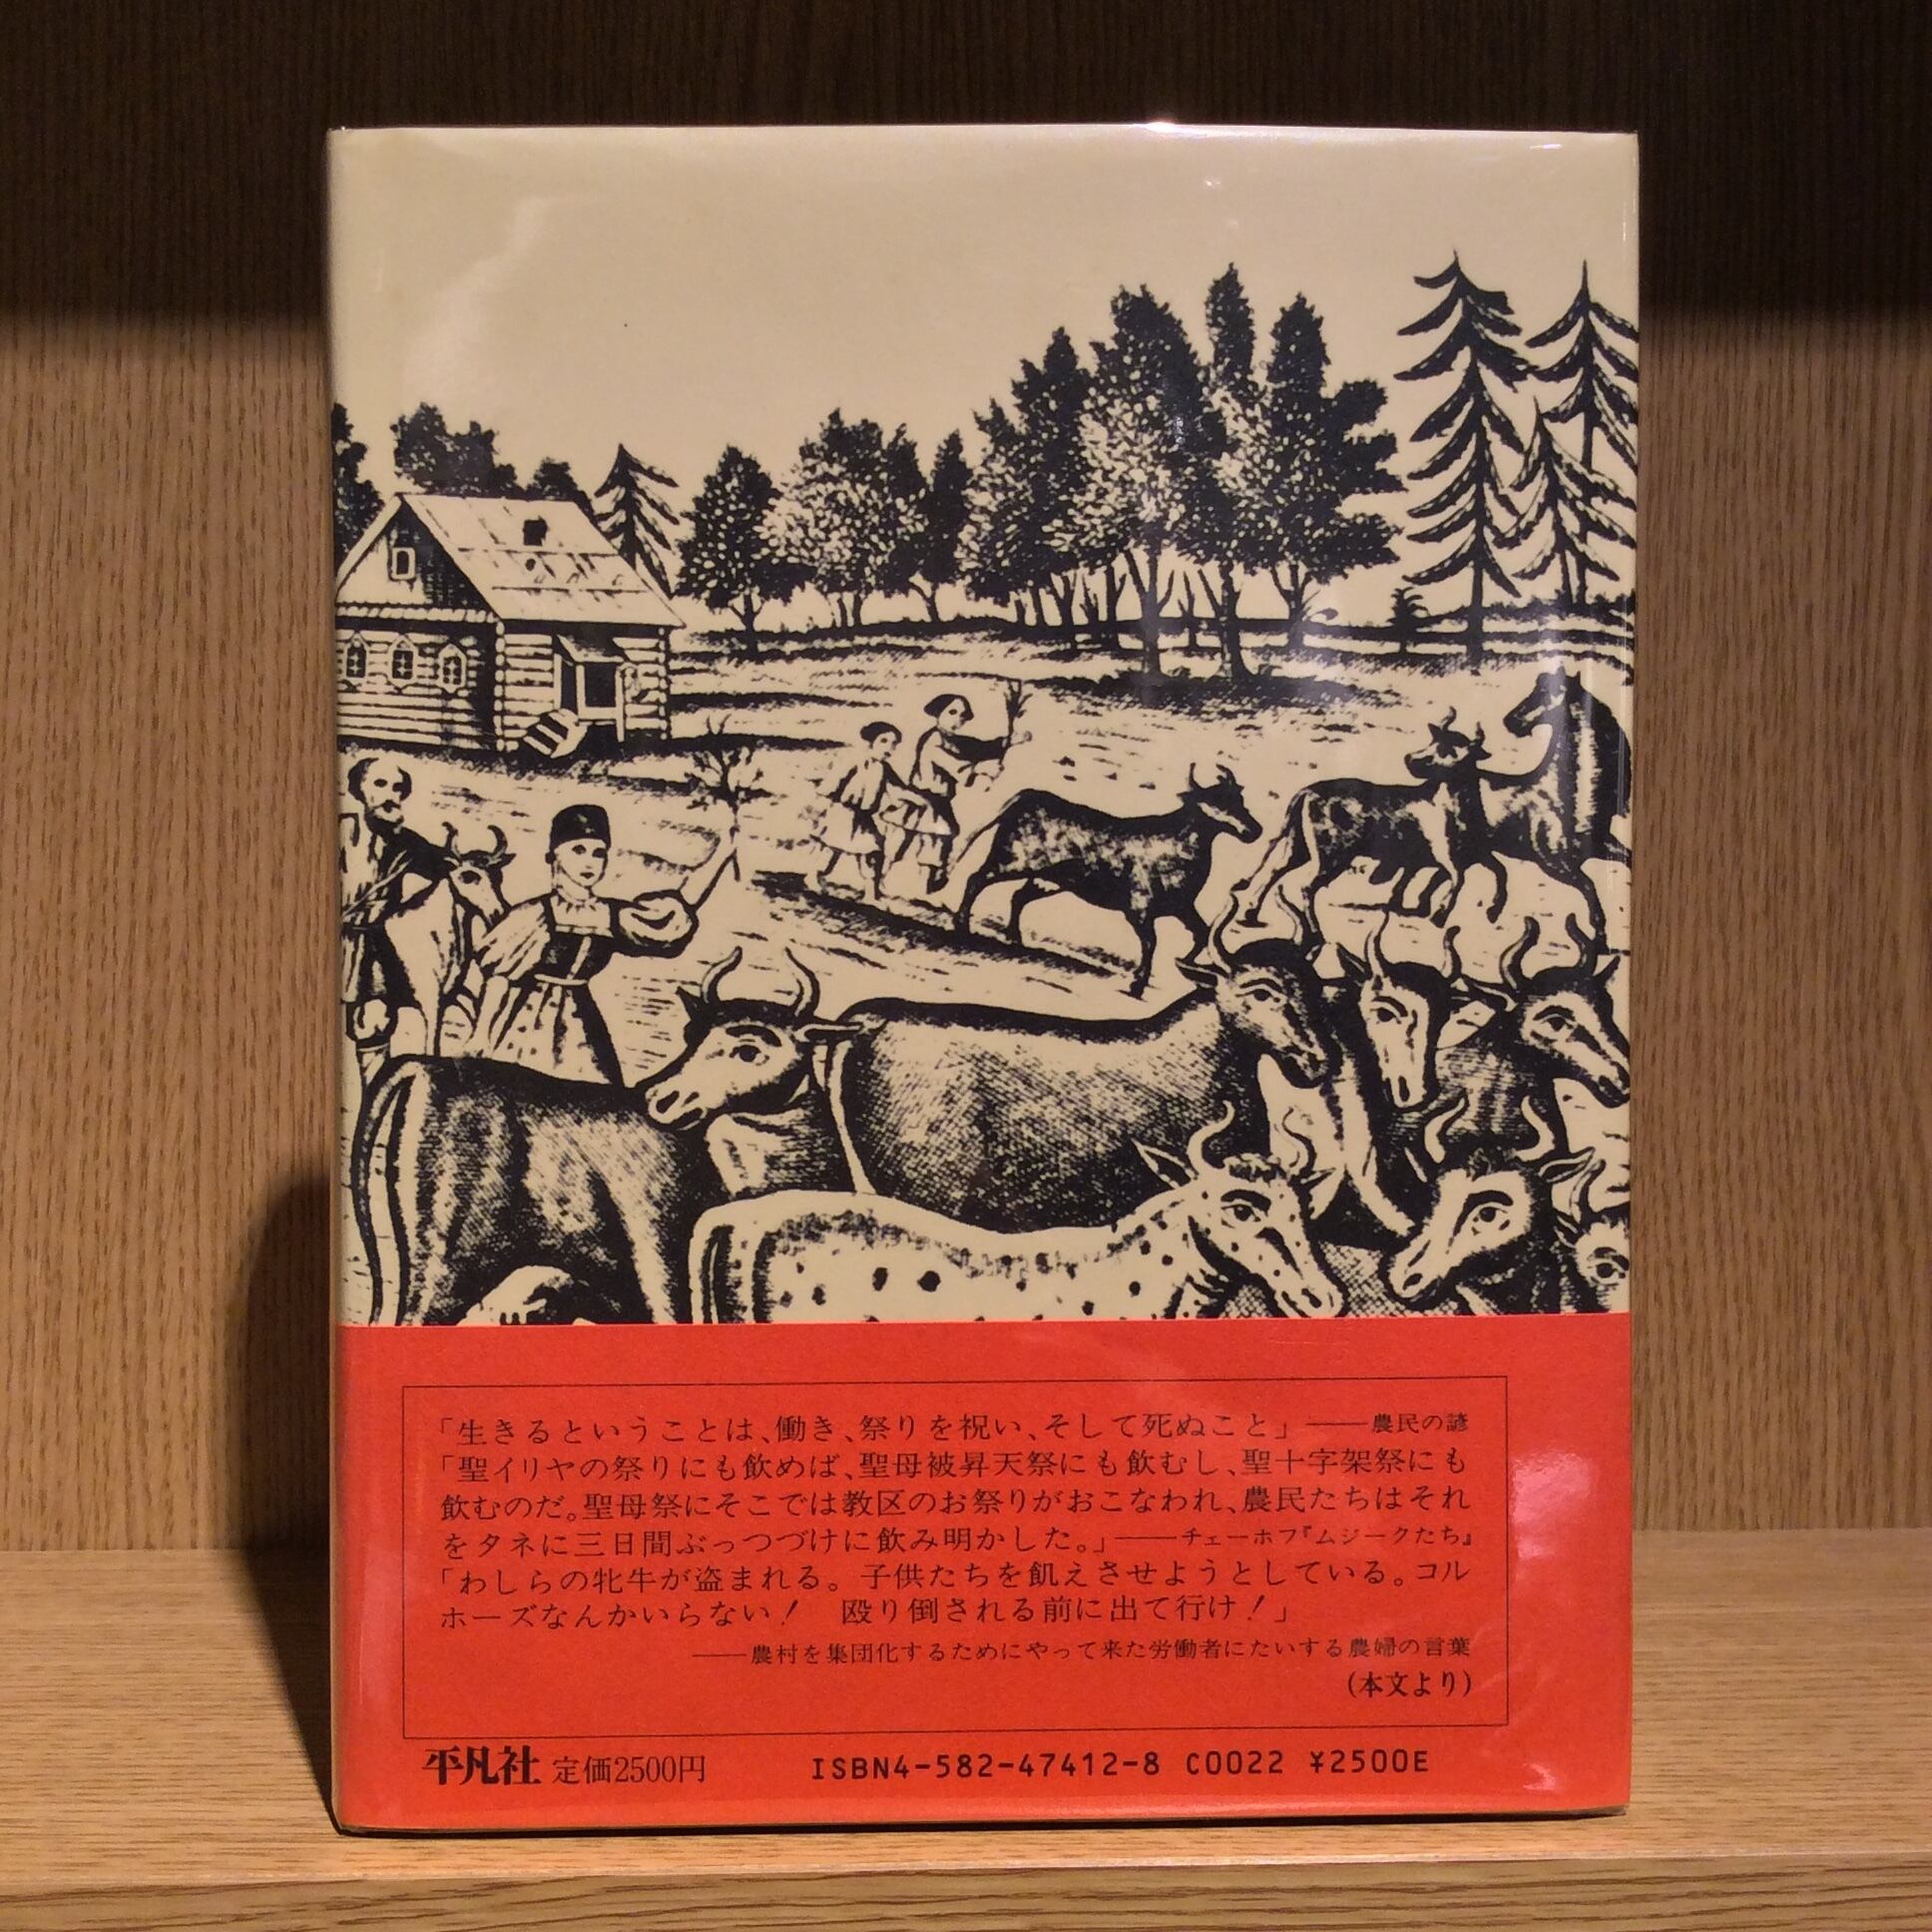 「生きるということは、働き、祭りを祝い、そして死ぬこと」――農民の諺
「聖イリヤの祭りにも飲めば、聖母被昇天祭にも飲むし、聖十字架祭にも
飲むのだ。聖母祭にそこでは教区のお祭りがおこなわれ、農民たちはそれ
をタネに三日間ぶっつづけに飲み明かした。」――チェーホフ『ムジークたち』
「わしらの牝牛が盗まれる。子供たちを飢えさせようとしている。コル
ホーズなんかいらない！　殴り倒される前に出て行け！」
――農村を集団化するためにやって来た労働者にたいする農婦の言葉
(本文より)
平凡社 定価2500円 ISBN4-582-47412-8 C0022 ¥2500E